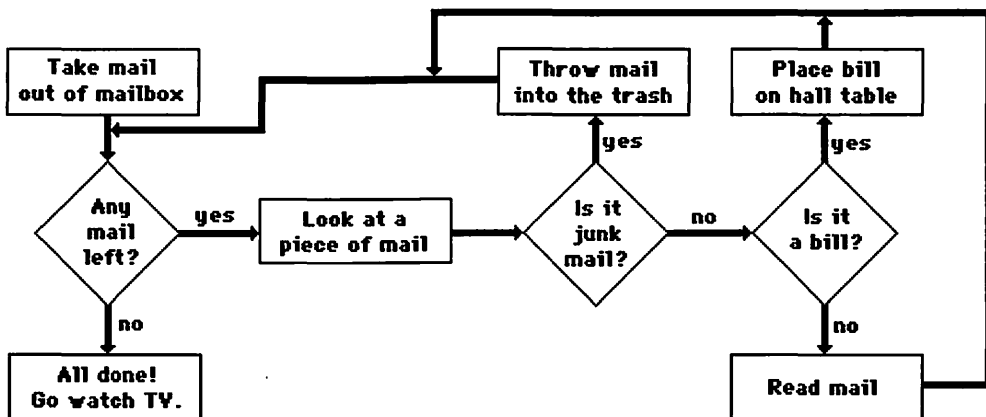 Take mail
out of mailbox
Throw mail
into the trash
Place bill
on hall table
yes
yes
Any
mail
left?
yes
Look at a
piece of mail
Is it
junk
mail?
no
Is it
a bill?
no
no
All done!
Go watch TV.
Read mail